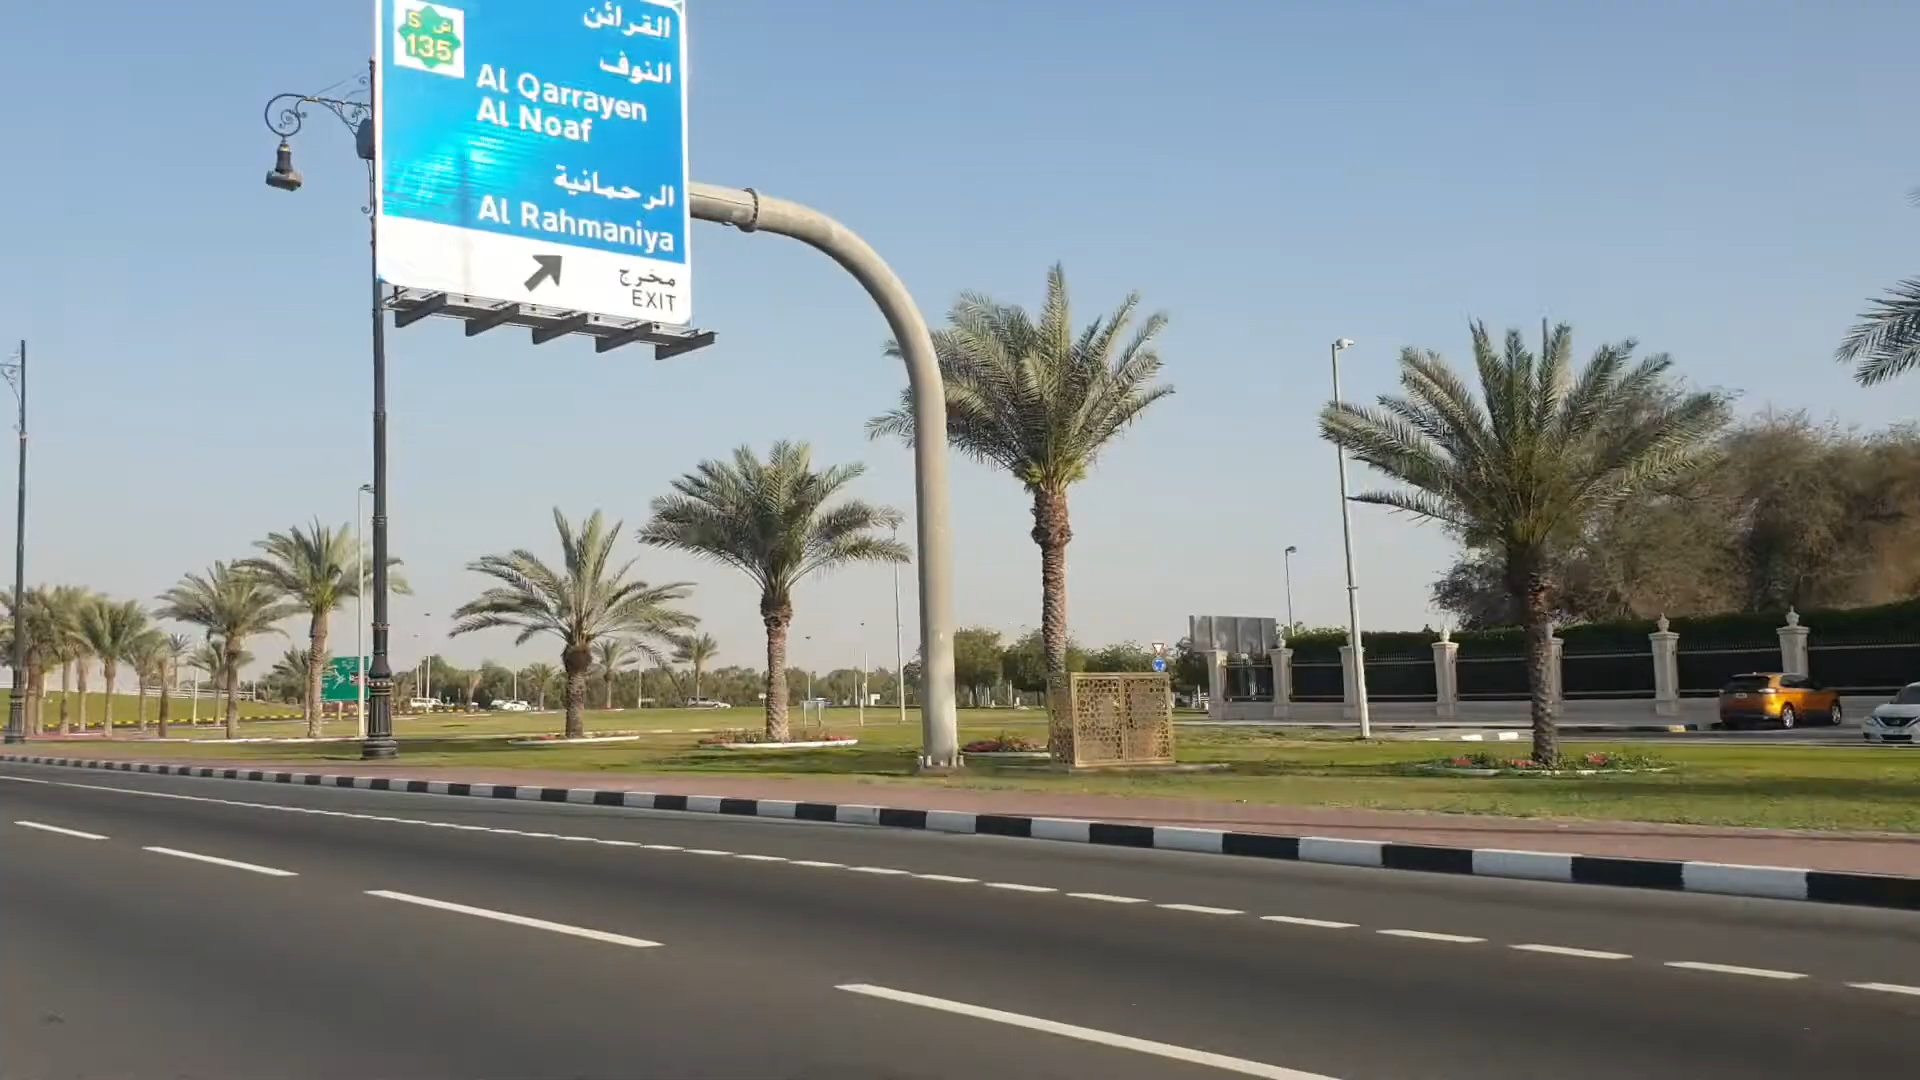 S ش
135
القرائن
النوف
Al Qarrayen
Al Noaf
الرحمانية
Al Rahmaniya
مخرج
EXIT